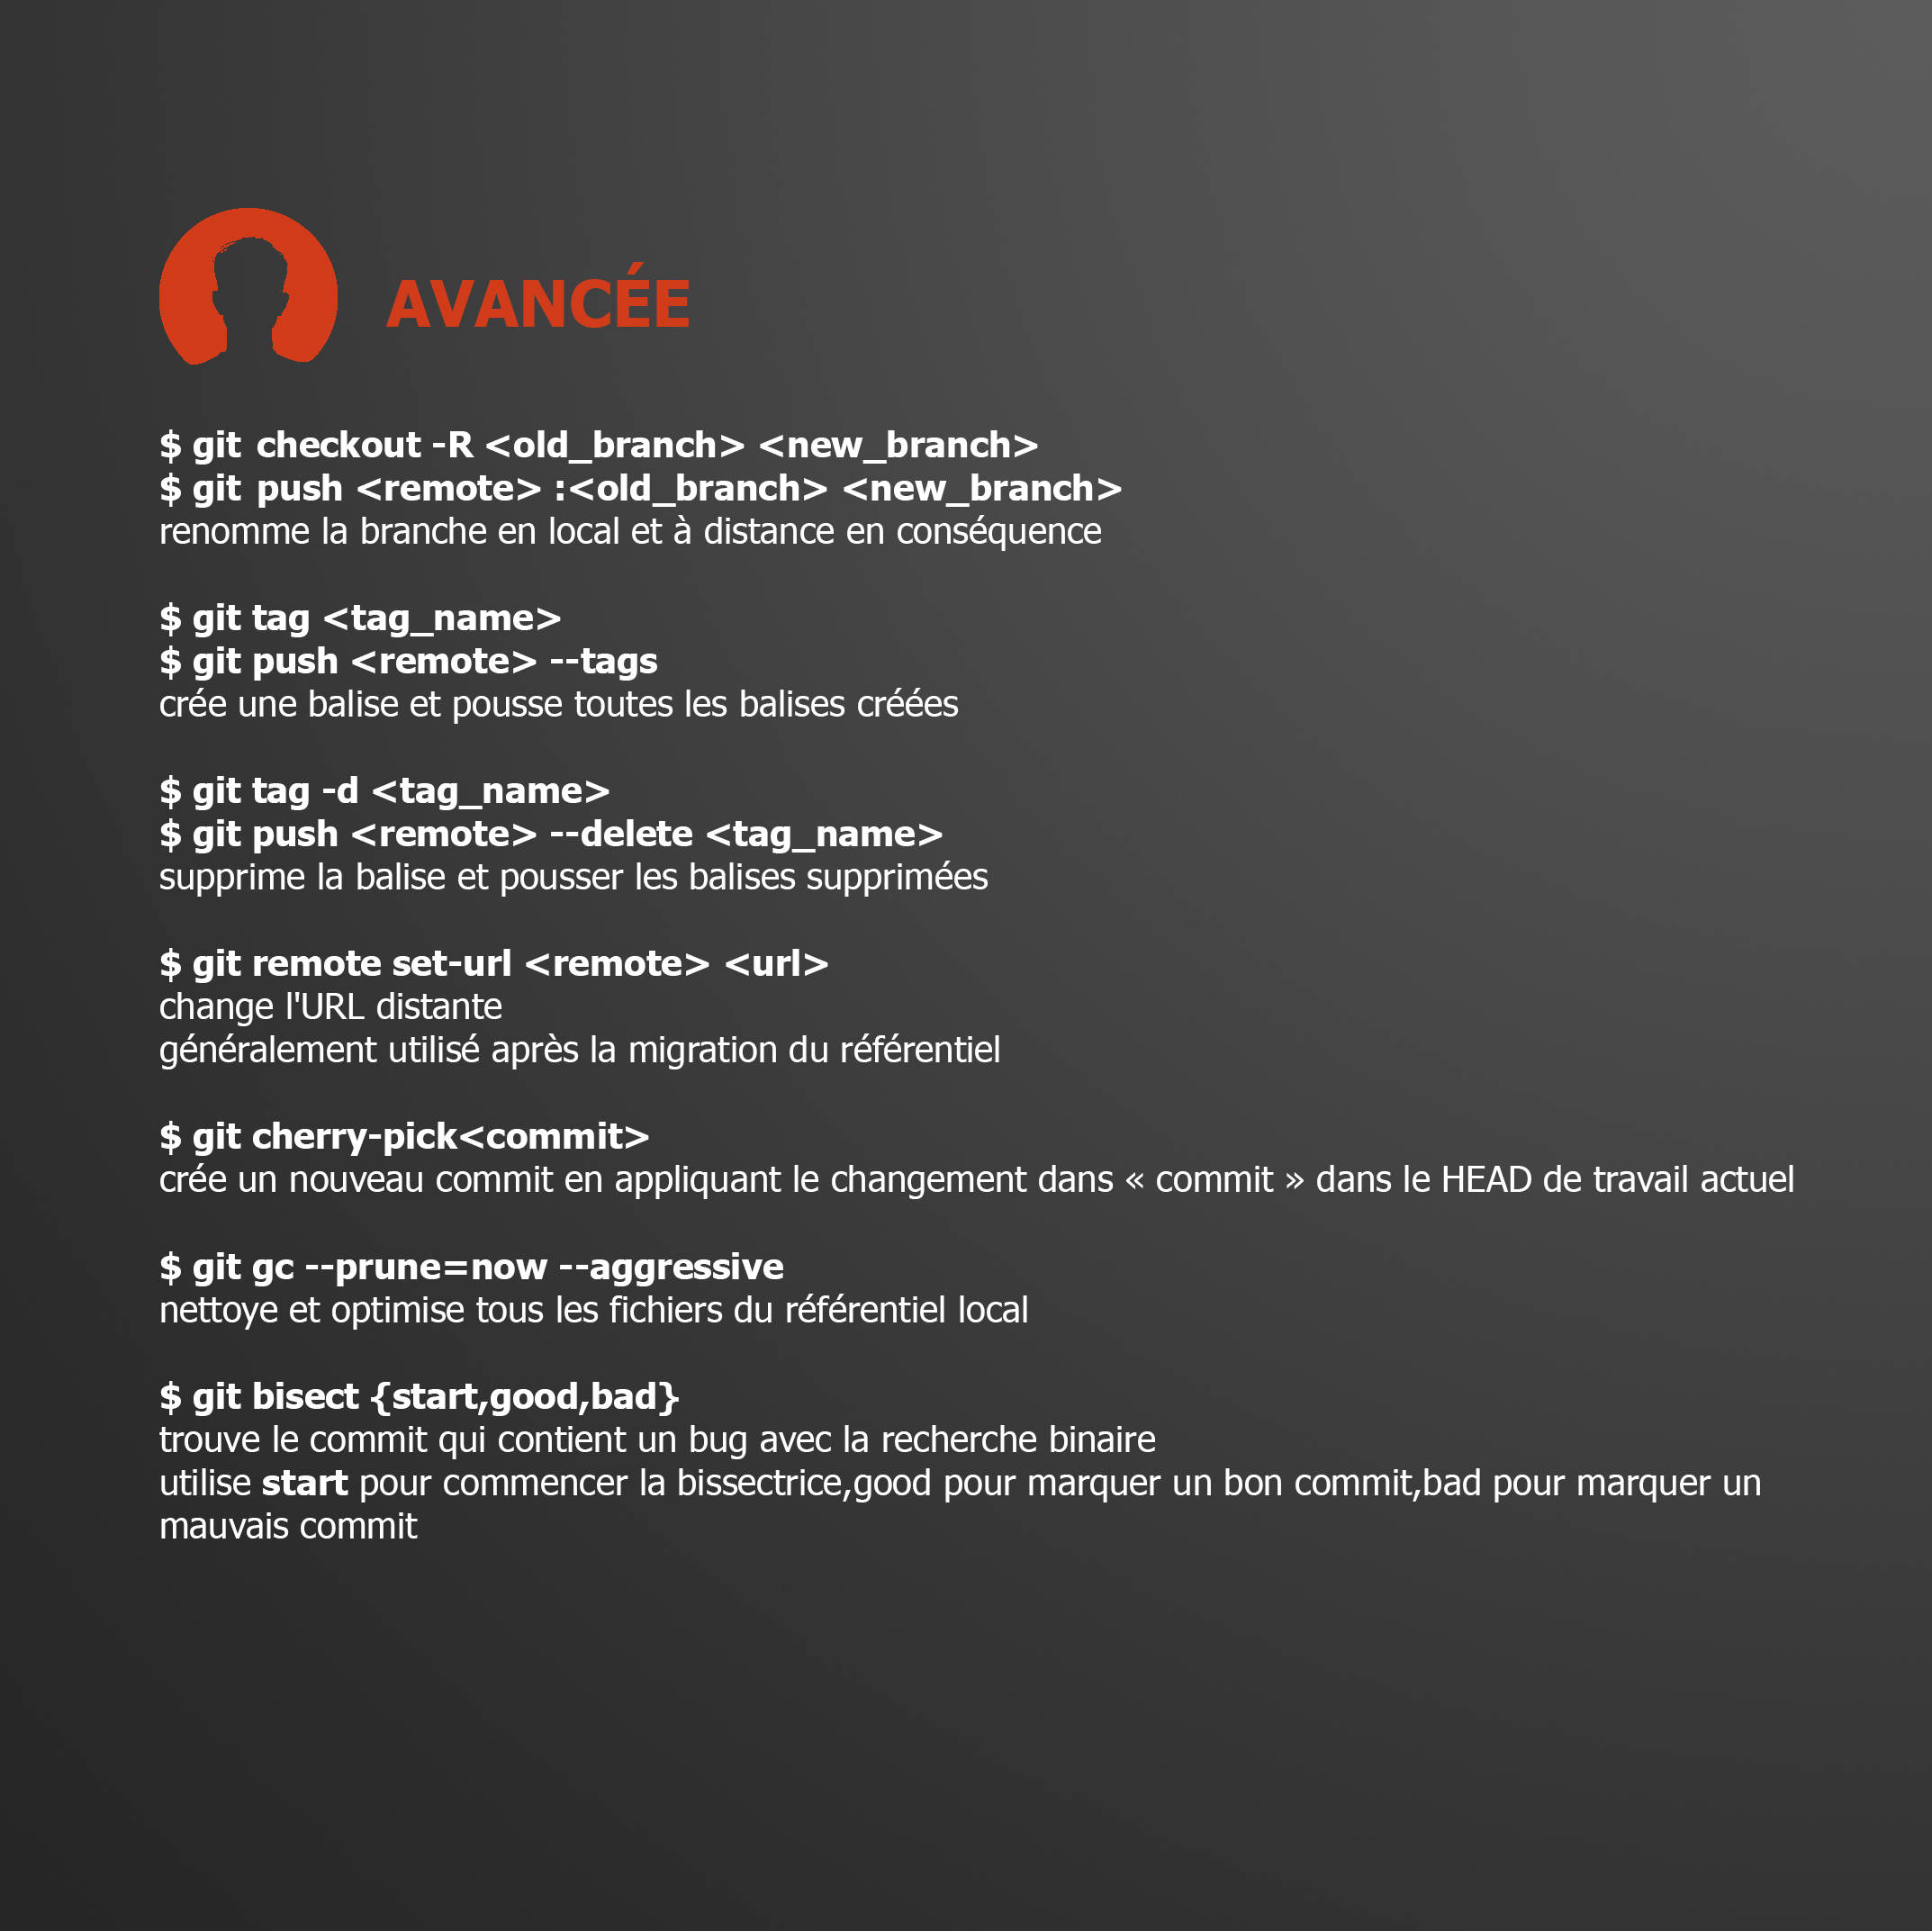 AVANCÉE
$ git checkout -R <old_branch> <new_branch>
$ git push <remote> :<old_branch> <new_branch>
renomme la branche en local et à distance en conséquence
$ git tag <tag_name>
$ git push <remote> --tags
crée une balise et pousse toutes les balises créées
$ git tag -d <tag_name>
$ git push <remote> --delete <tag_name>
supprime la balise et pousser les balises supprimées
$ git remote set-url <remote> <url>
change l'URL distante
généralement utilisé après la migration du référentiel
$ git cherry-pick<commit>
crée un nouveau commit en appliquant le changement dans « commit » dans le HEAD de travail actuel
$ git gc --prune=now --aggressive
nettoye et optimise tous les fichiers du référentiel local
$ git bisect {start,good,bad}
trouve le commit qui contient un bug avec la recherche binaire
utilise start pour commencer la bissectrice,good pour marquer un bon commit,bad pour marquer un
mauvais commit